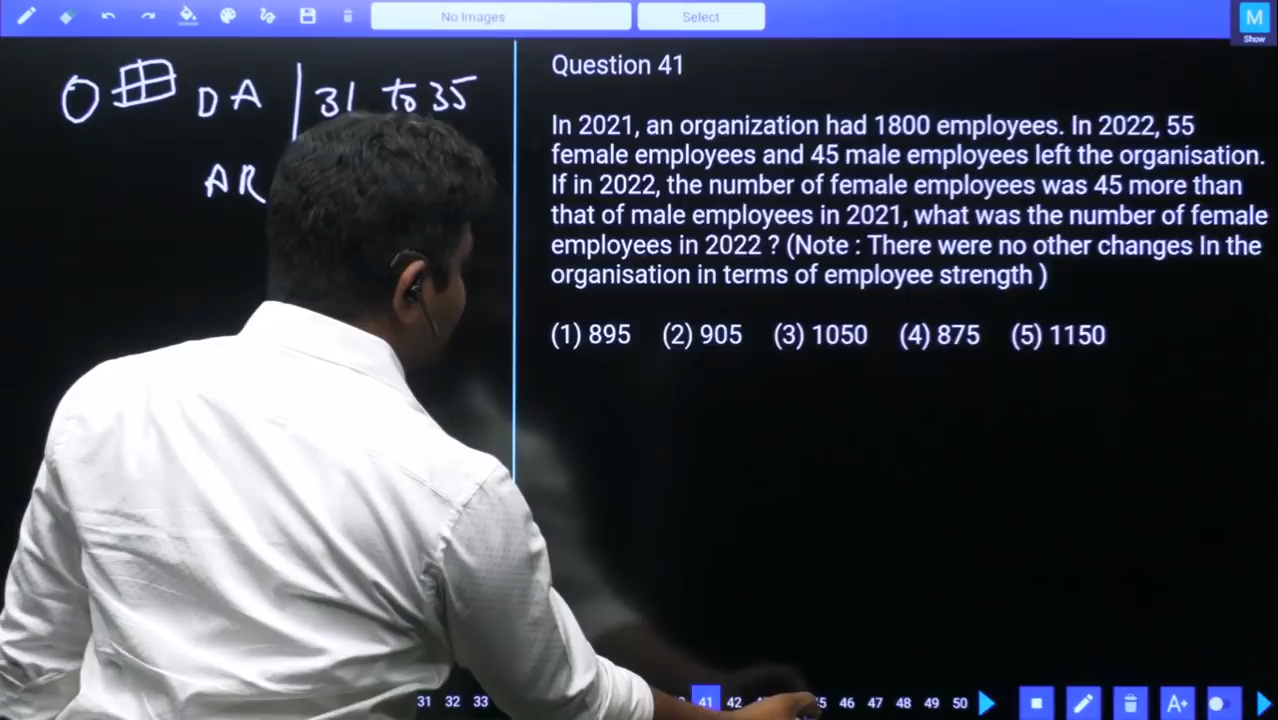 No Images
Select
M
Show
O DA | 31 to 35
AR
Question 41
In 2021, an organization had 1800 employees. In 2022, 55
female employees and 45 male employees left the organisation.
If in 2022, the number of female employees was 45 more than
that of male employees in 2021, what was the number of female
employees in 2022 ? (Note : There were no other changes In the
organisation in terms of employee strength )
(1) 895 (2) 905 (3) 1050 (4) 875 (5) 1150
31 32 33 41 42 46 47 48 49 50
A+